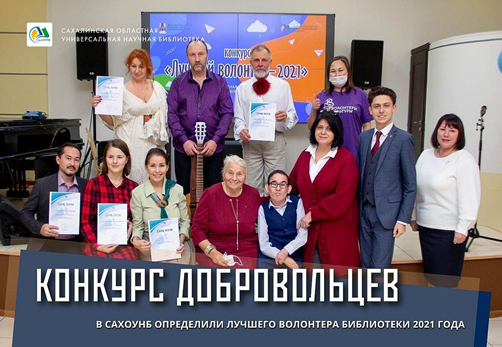 САХАЛИНСКАЯ ОБЛАСТНАЯ
УНИВЕРСАЛЬНАЯ НАУЧНАЯ БИБЛИОТЕКА
КОНКУРС
«Лучший волонтер – 2021»
КОНКУРС ДОБРОВОЛЬЦЕВ
В САХОУНБ ОПРЕДЕЛИЛИ ЛУЧШЕГО ВОЛОНТЕРА БИБЛИОТЕКИ 2021 ГОДА